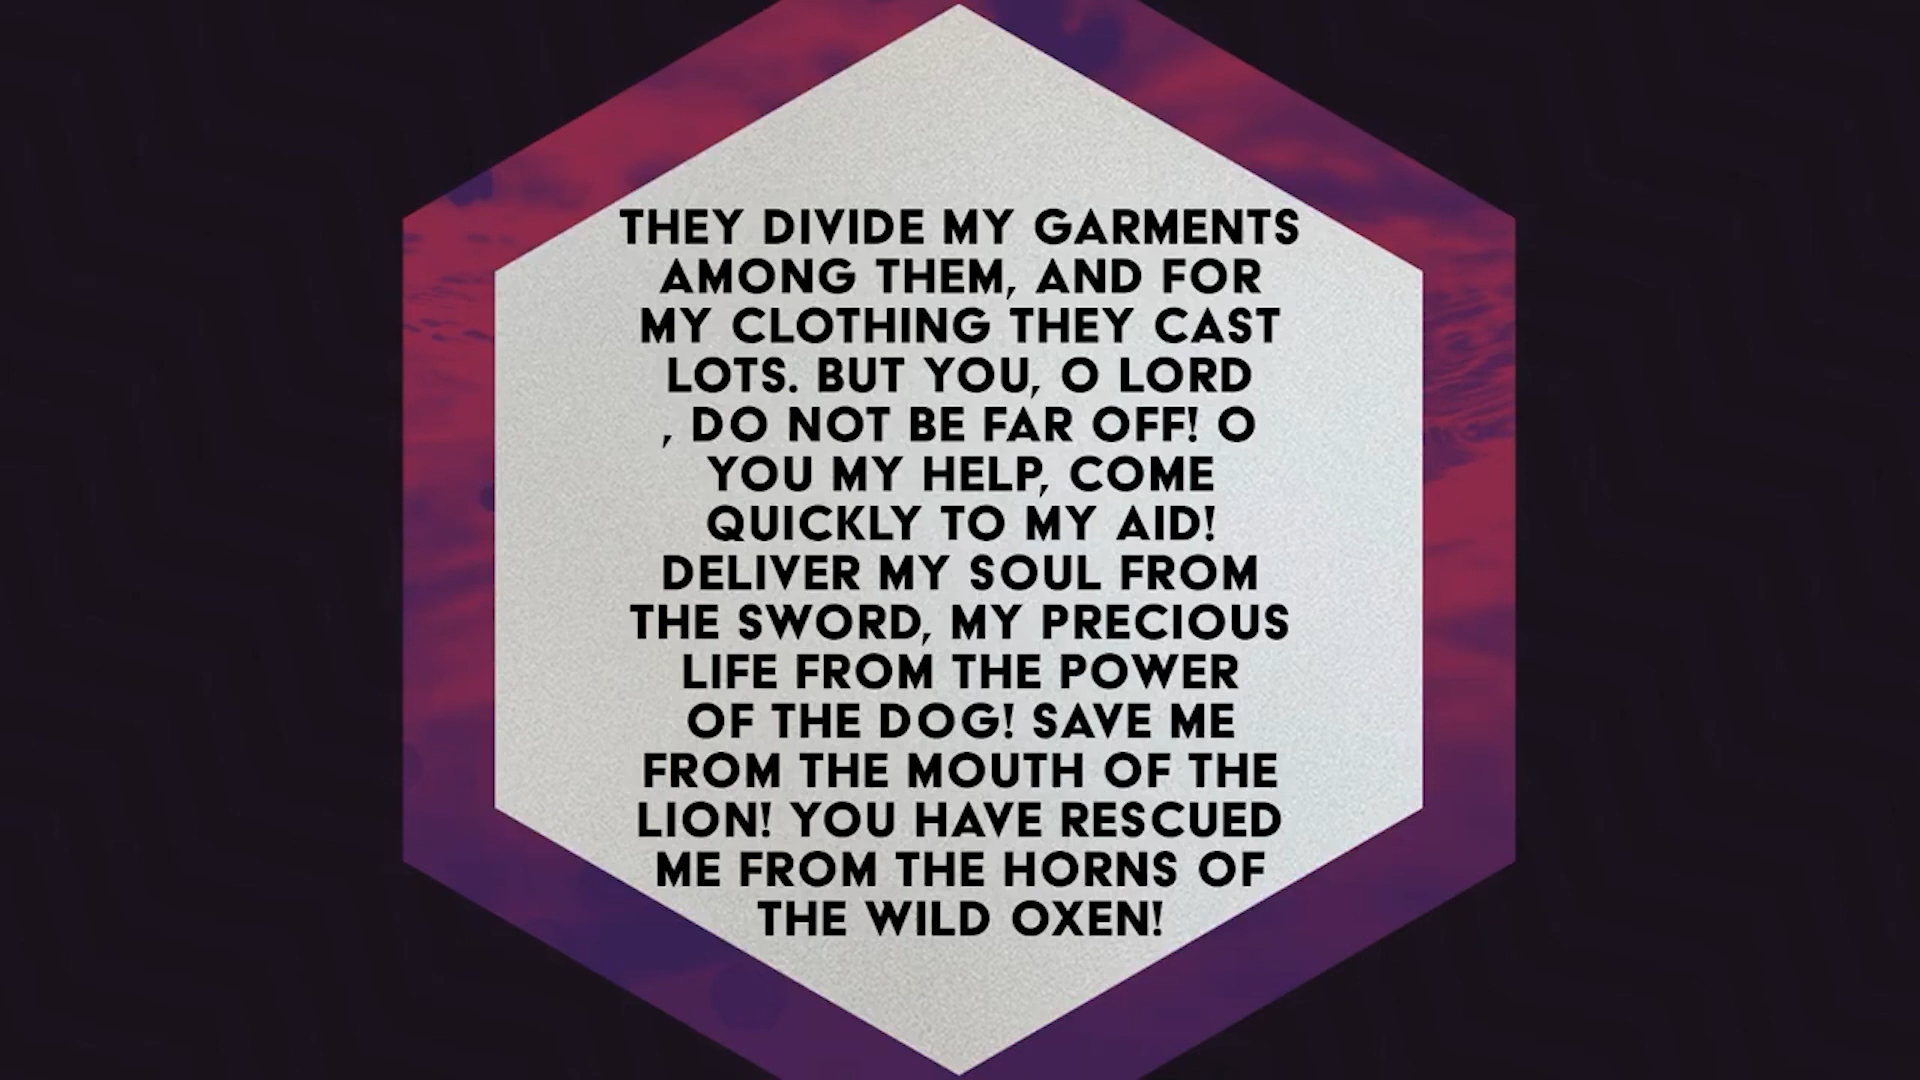 THEY DIVIDE MY GARMENTS
AMONG THEM, AND FOR
MY CLOTHING THEY CAST
LOTS. BUT YOU, O LORD
, DO NOT BE FAR OFF! O
YOU MY HELP, COME
QUICKLY TO MY AID!
DELIVER MY SOUL FROM
THE SWORD, MY PRECIOUS
LIFE FROM THE POWER
OF THE DOG! SAVE ME
FROM THE MOUTH OF THE
LION! YOU HAVE RESCUED
ME FROM THE HORNS OF
THE WILD OXEN!